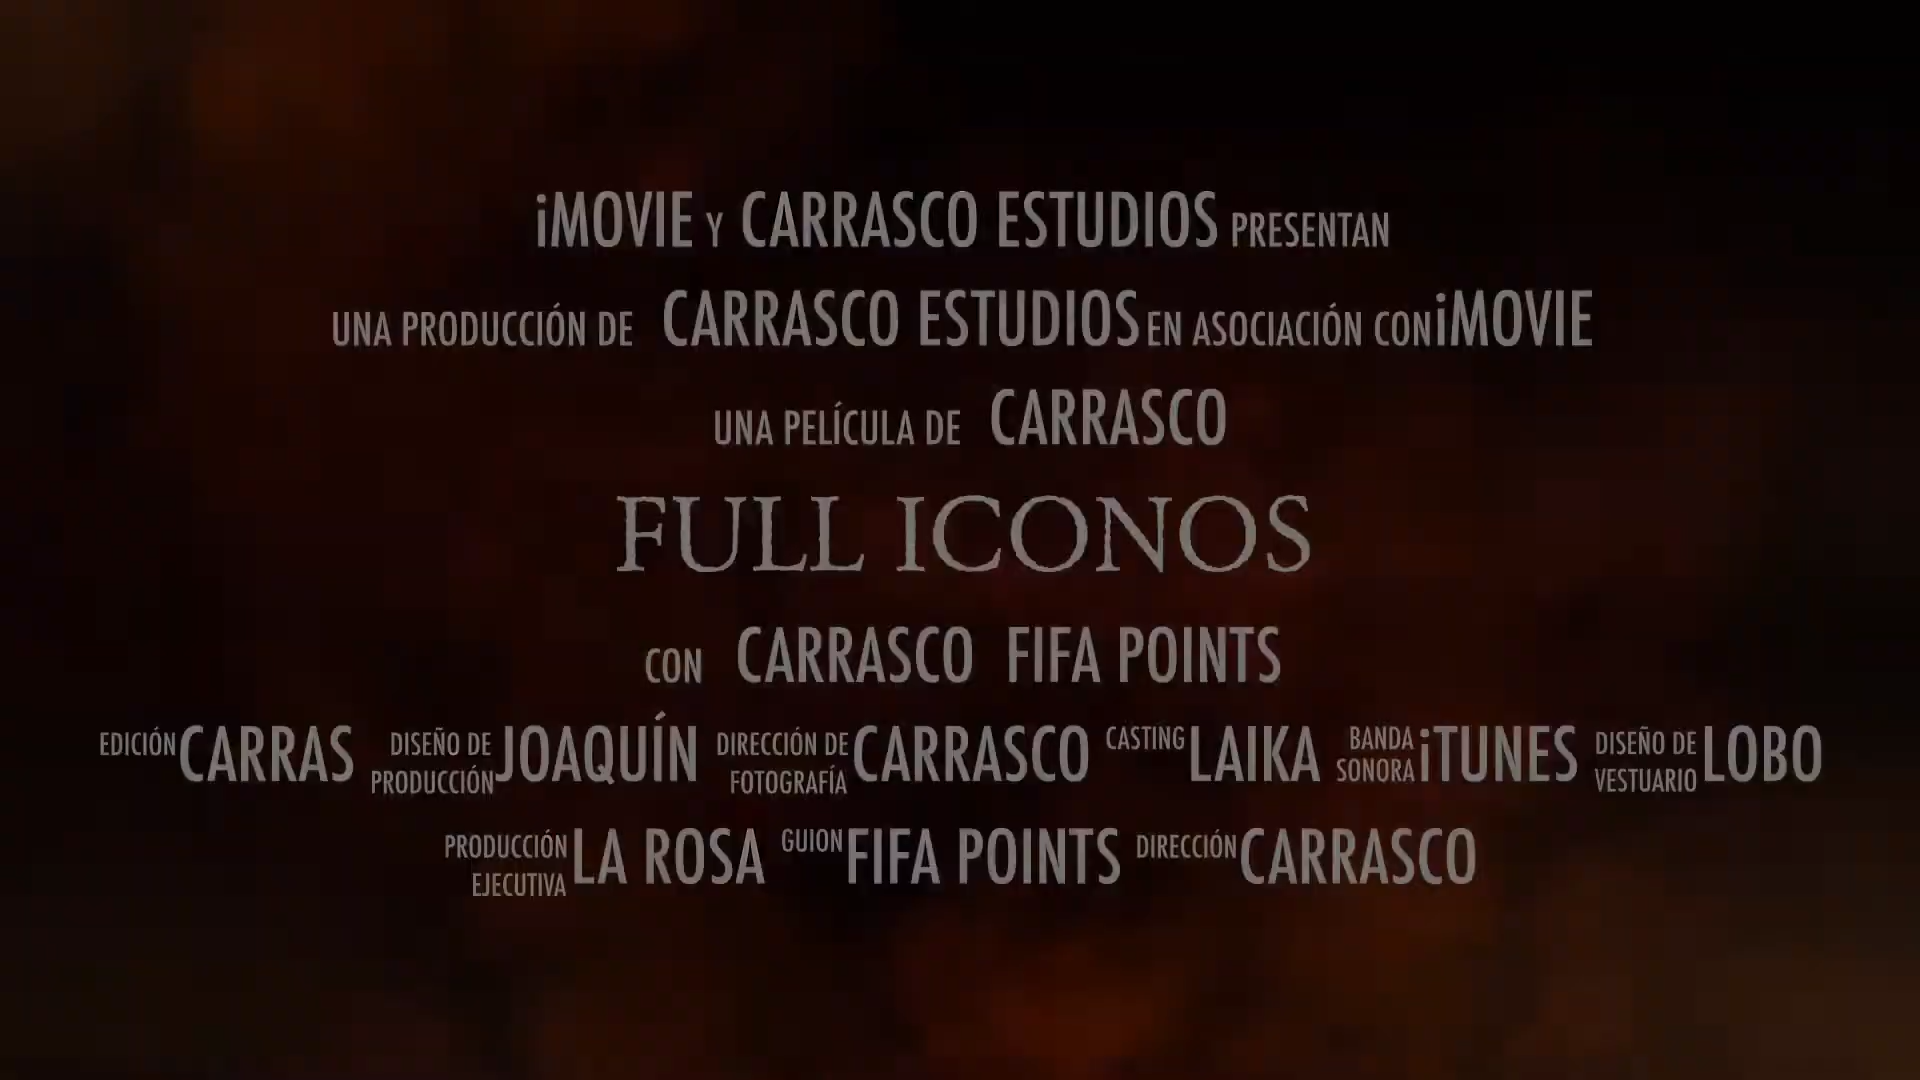 iMOVIE Y CARRASCO ESTUDIOS PRESENTAN
UNA PRODUCCIÓN DE CARRASCO ESTUDIOS EN ASOCIACIÓN CON iMOVIE
UNA PELÍCULA DE CARRASCO
FULL ICONOS
CON CARRASCO FIFA POINTS
EDICIÓN CARRAS DISEÑO DE PRODUCCIÓN JOAQUÍN DIRECCIÓN DE FOTOGRAFÍA CARRASCO CASTING LAIKA BANDA SONORA iTUNES DISEÑO DE VESTUARIO LOBO
PRODUCCIÓN EJECUTIVA LA ROSA GUION FIFA POINTS DIRECCIÓN CARRASCO